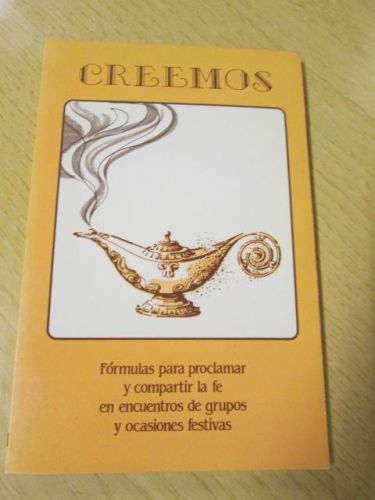 CREEMOS
Fórmulas para proclamar
y compartir la fe
en encuentros de grupos
y ocasiones festivas